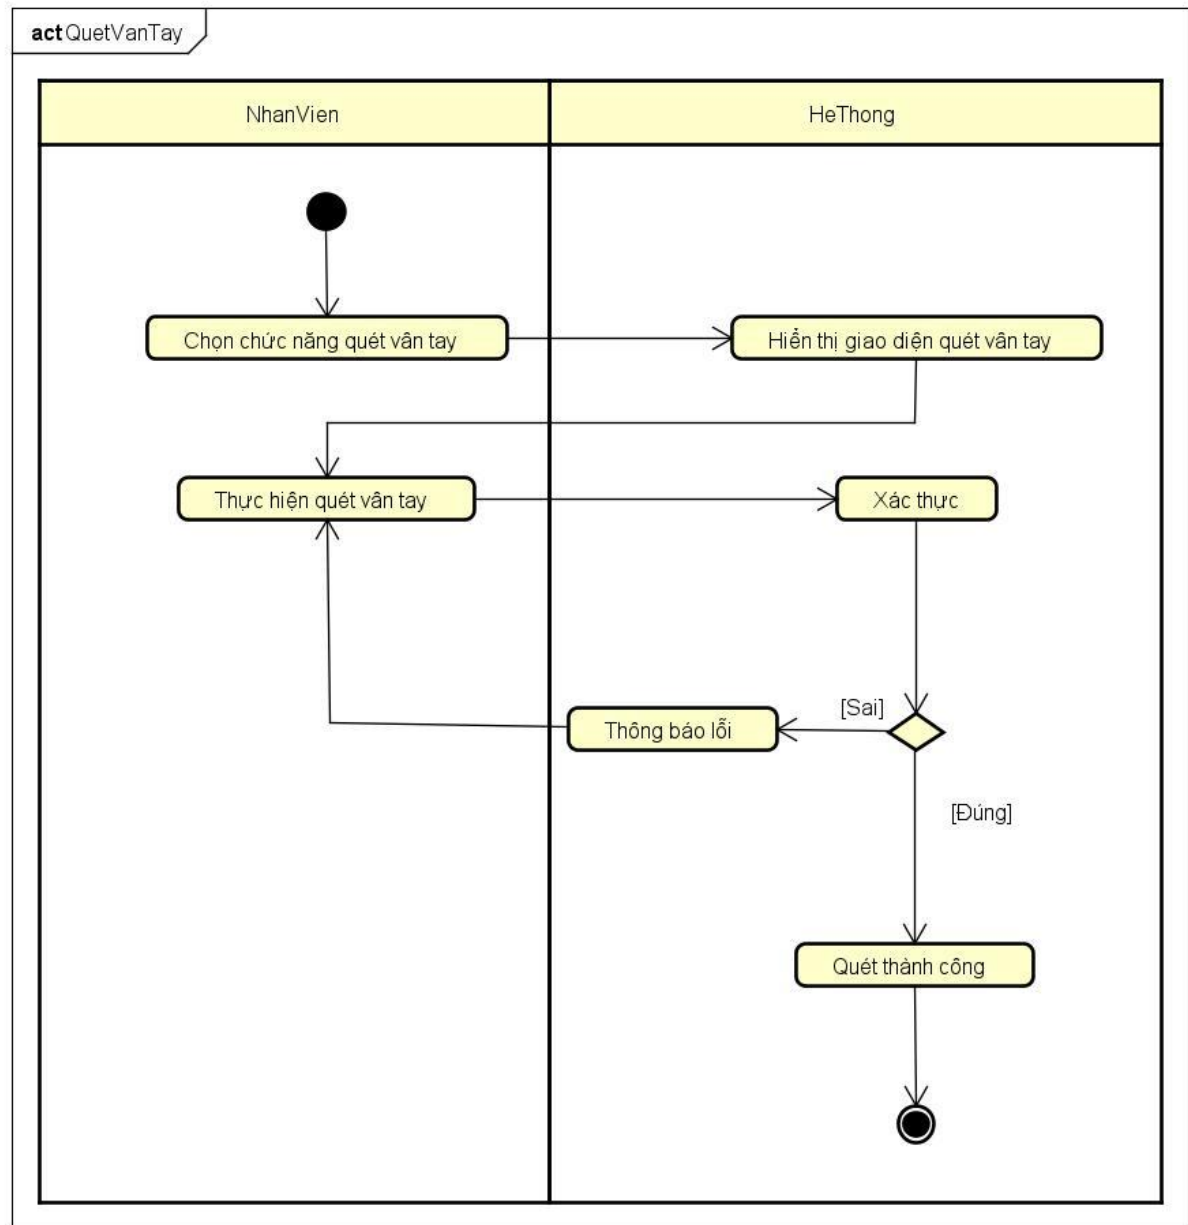 act QuetVanTay
NhanVien
HeThong
Chọn chức năng quét vân tay
Hiển thị giao diện quét vân tay
Thực hiện quét vân tay
Xác thực
[Sai]
Thông báo lỗi
[Đúng]
Quét thành công